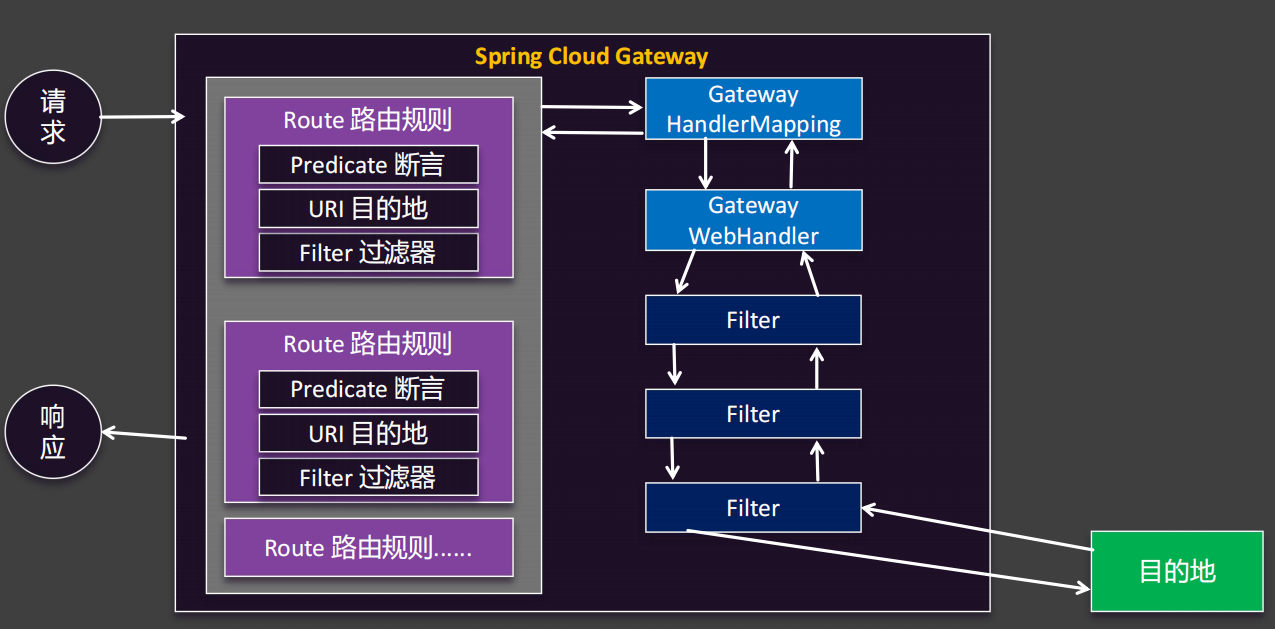 Spring Cloud Gateway
请
求
Route 路由规则
Predicate 断言
URI 目的地
Filter 过滤器
Route 路由规则
Predicate 断言
URI 目的地
Filter 过滤器
Route 路由规则......
响
应
Gateway
HandlerMapping
Gateway
WebHandler
Filter
Filter
Filter
目的地